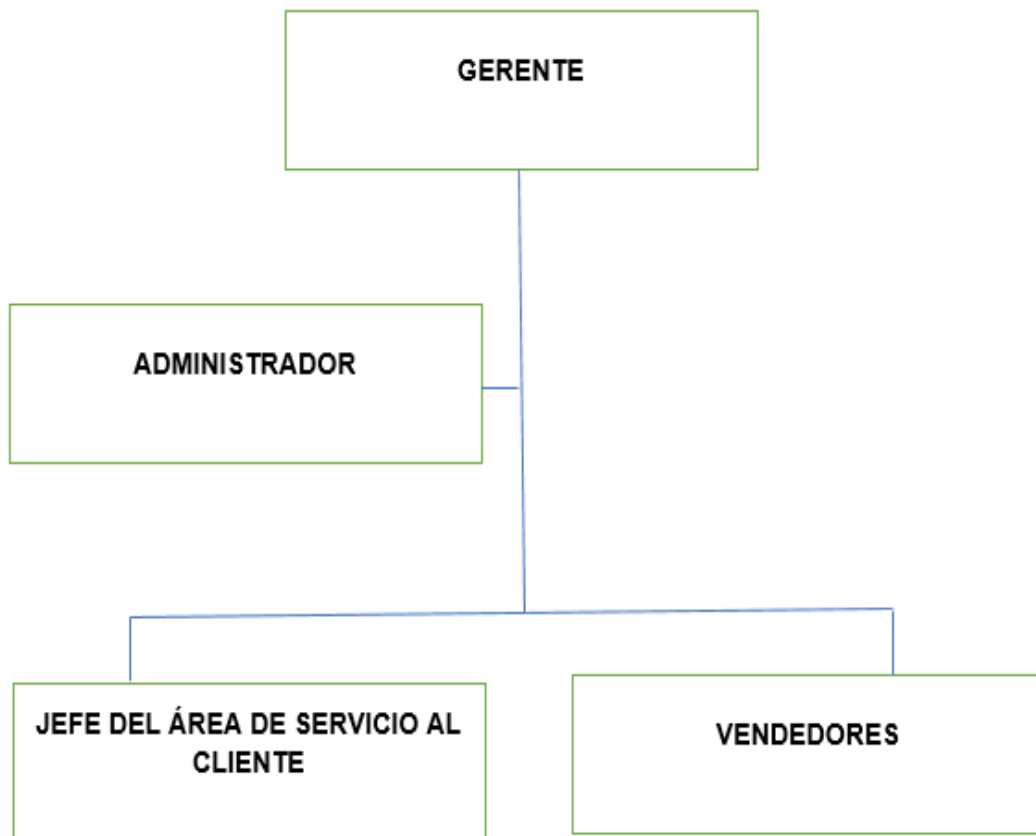 GERENTE
ADMINISTRADOR
JEFE DEL ÁREA DE SERVICIO AL
CLIENTE
VENDEDORES